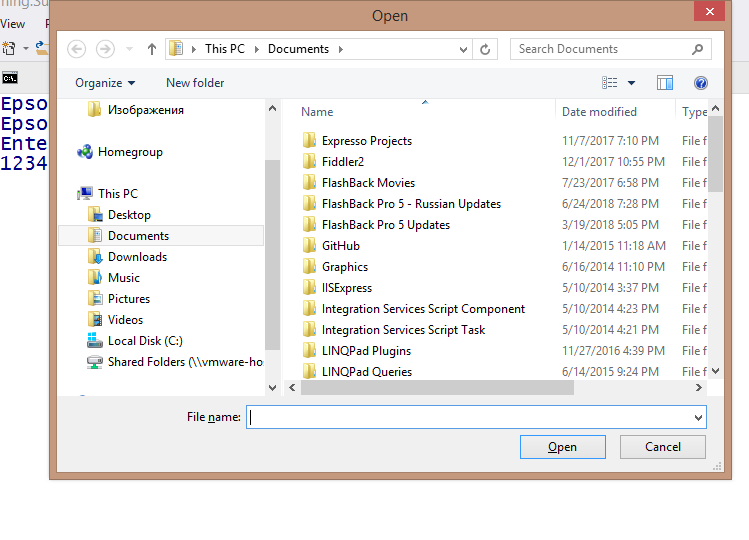 ning.Su
Open
View
This PC
Documents
Search Documents
Organize
New folder
C:\.
Epso
Epso
Ente
1234
Изображения
Homegroup
This PC
Desktop
Documents
Downloads
Music
Pictures
Videos
Local Disk (C:)
Shared Folders (\\vmware-ho
Name Date modified Type
Expresso Projects 11/7/2017 7:10 PM File f
Fiddler2 12/1/2017 10:55 PM File f
FlashBack Movies 7/23/2017 6:58 PM File f
FlashBack Pro 5 - Russian Updates 6/24/2018 7:28 PM File f
FlashBack Pro 5 Updates 3/19/2018 5:05 PM File f
GitHub 1/14/2015 11:18 AM File f
Graphics 6/16/2014 11:10 PM File f
IISExpress 5/10/2014 3:37 PM File f
Integration Services Script Component 5/10/2014 4:23 PM File f
Integration Services Script Task 5/10/2014 4:21 PM File f
LINQPad Plugins 11/27/2016 4:39 PM File f
LINQPad Queries 6/14/2015 9:24 PM File f
File name:
Open
Cancel